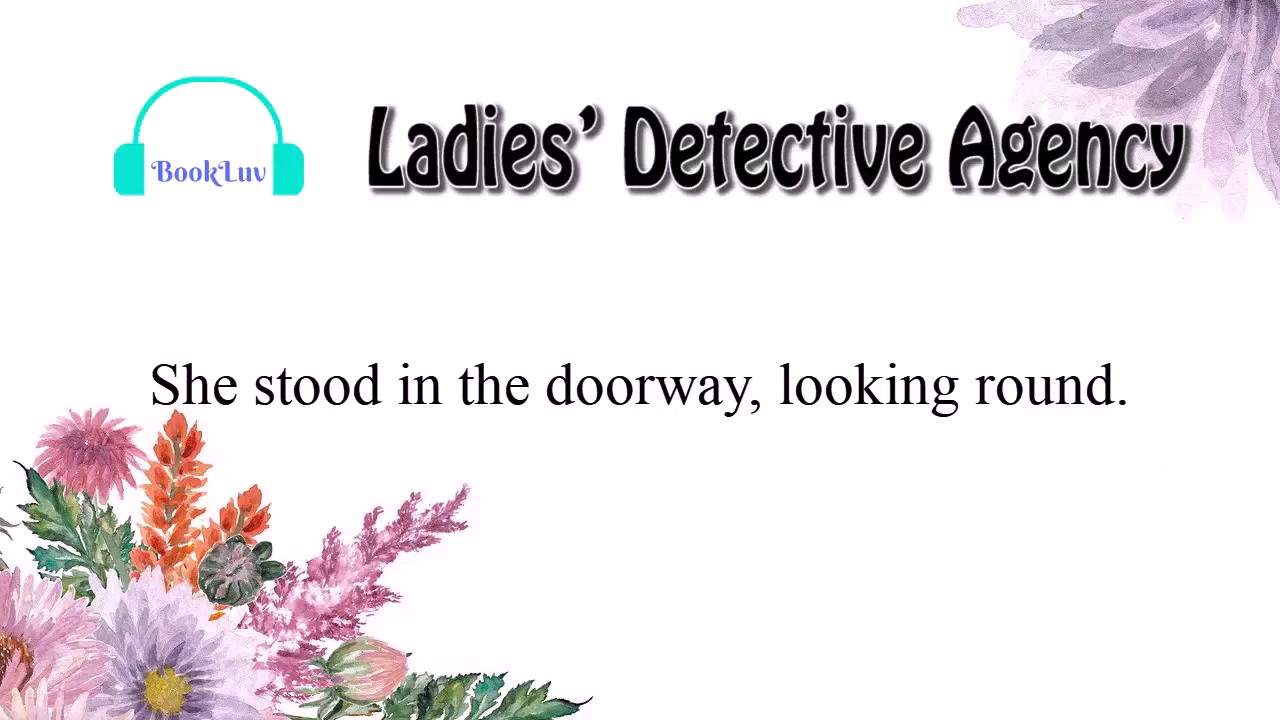 BookLuv
Ladies’ Detective Agency
She stood in the doorway, looking round.